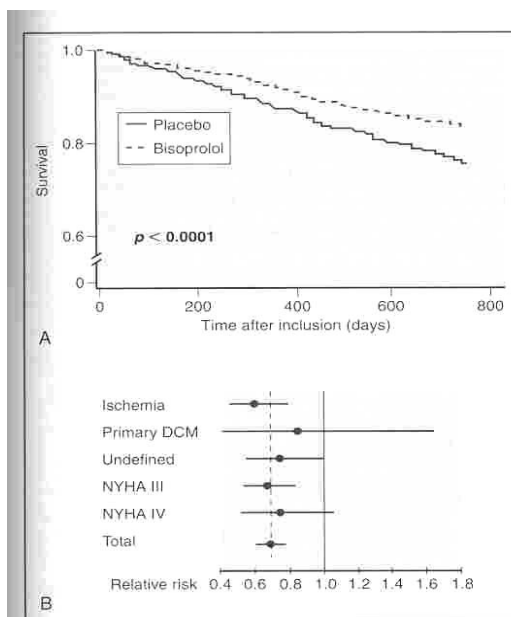 1.0
0.8
0.6
0
Survival
Placebo
Bisoprolol
p < 0.0001
0 200 400 600 800
Time after inclusion (days)
A
Ischemia
Primary DCM
Undefined
NYHA III
NYHA IV
Total
Relative risk 0.4 0.6 0.8 1.0 1.2 1.4 1.6 1.8
B